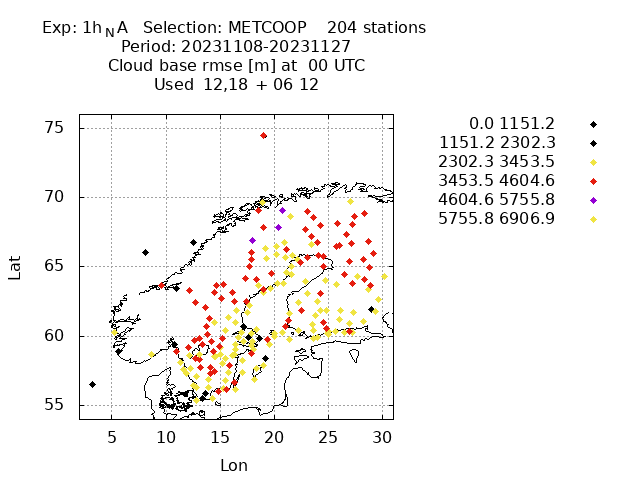 Exp: 1h_N A Selection: METCOOP 204 stations
Period: 20231108-20231127
Cloud base rmse [m] at 00 UTC
Used 12,18 + 06 12
0.0 1151.2
1151.2 2302.3
2302.3 3453.5
3453.5 4604.6
4604.6 5755.8
5755.8 6906.9
75
70
65
60
55
Lat
5 10 15 20 25 30
Lon